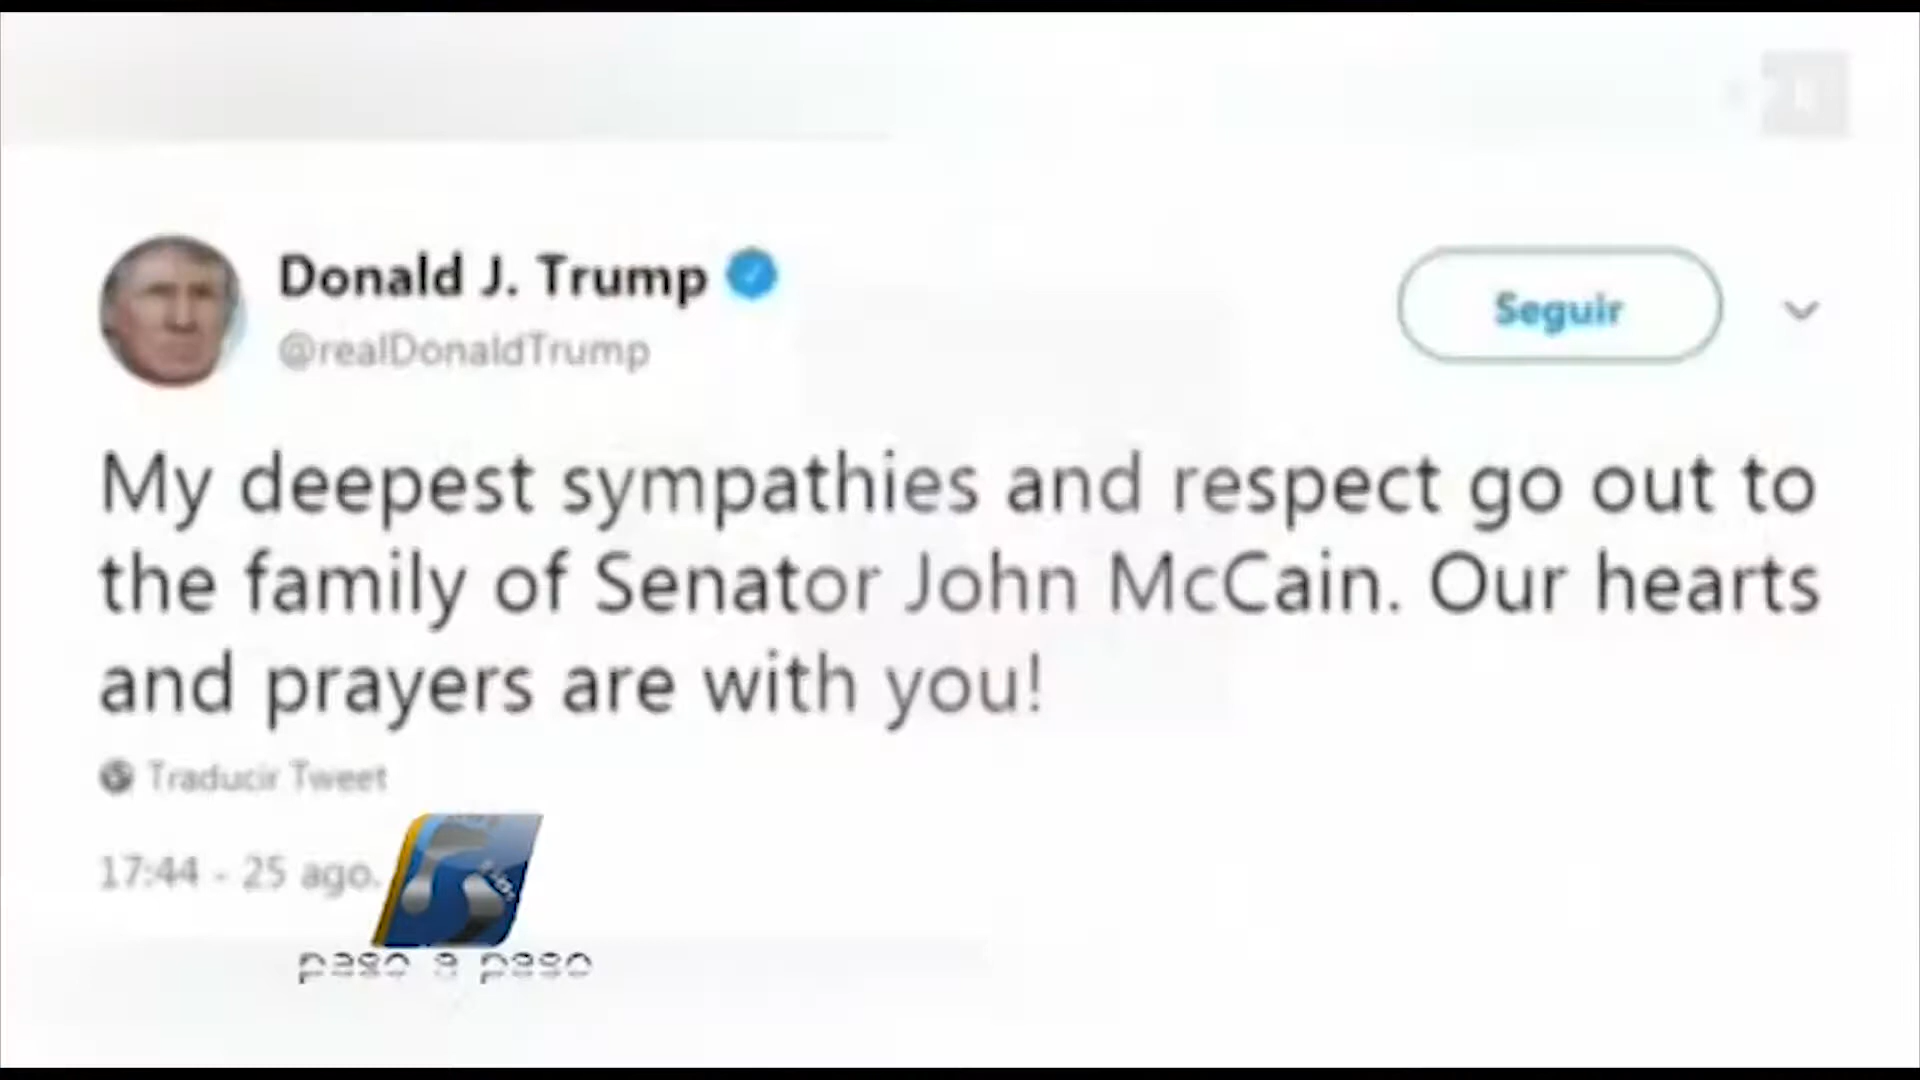 Donald J. Trump
@realDonaldTrump
Seguir
My deepest sympathies and respect go out to
the family of Senator John McCain. Our hearts
and prayers are with you!
Traducir Tweet
17:44 - 25 ago.
paso a paso